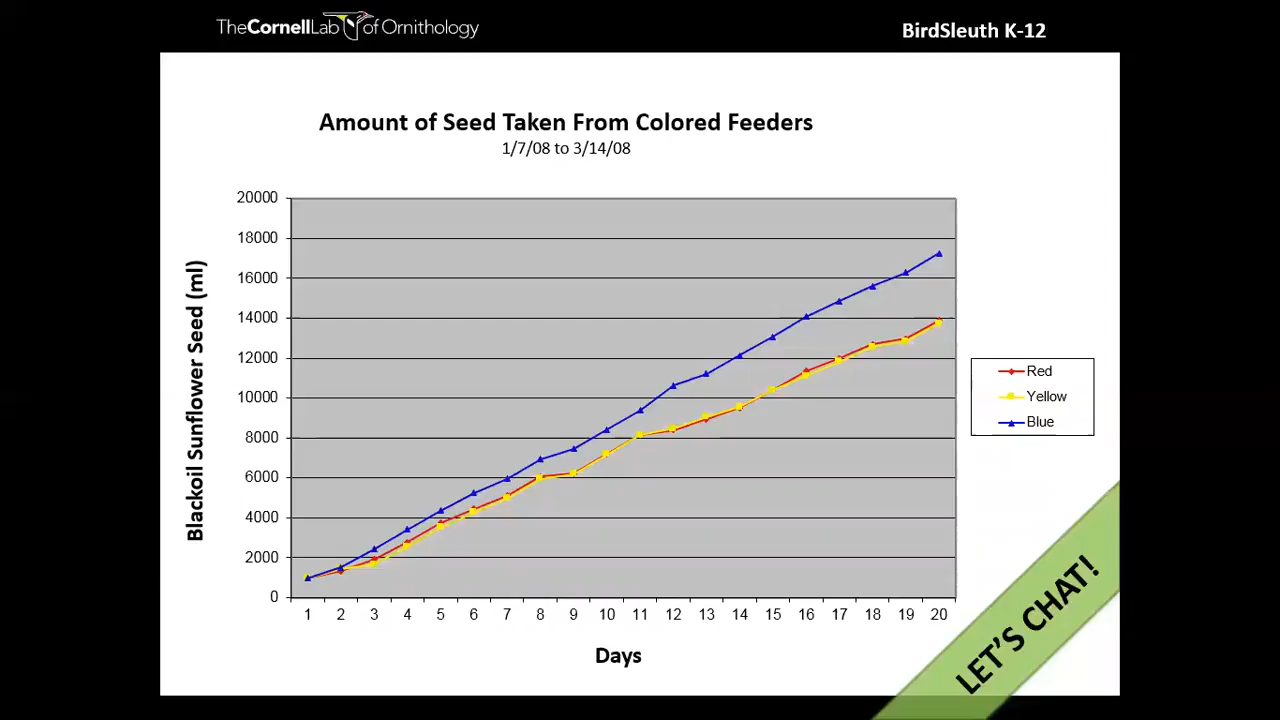 TheCornellLab of Ornithology
BirdSleuth K-12
Amount of Seed Taken From Colored Feeders
1/7/08 to 3/14/08
20000
18000
16000
14000
12000
10000
8000
6000
4000
2000
0
Blackoil Sunflower Seed (ml)
1 2 3 4 5 6 7 8 9 10 11 12 13 14 15 16 17 18 19 20
Days
Red
Yellow
Blue
LET'S CHAT!